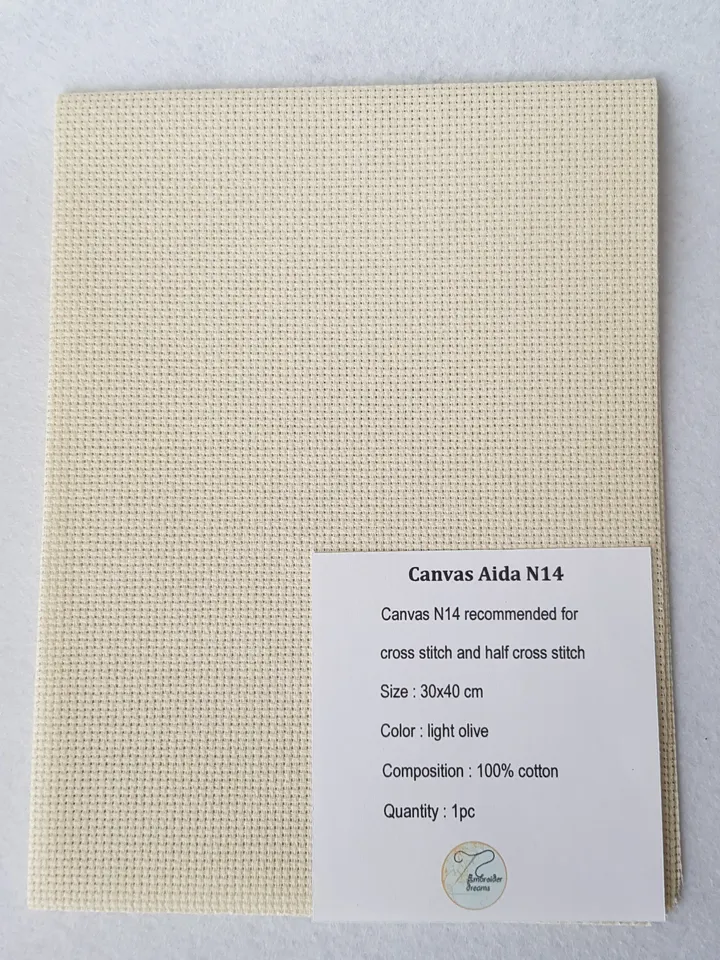 Canvas Aida N14
Canvas N14 recommended for
cross stitch and half cross stitch
Size : 30x40 cm
Color : light olive
Composition : 100% cotton
Quantity : 1pc
Embroider
dreams